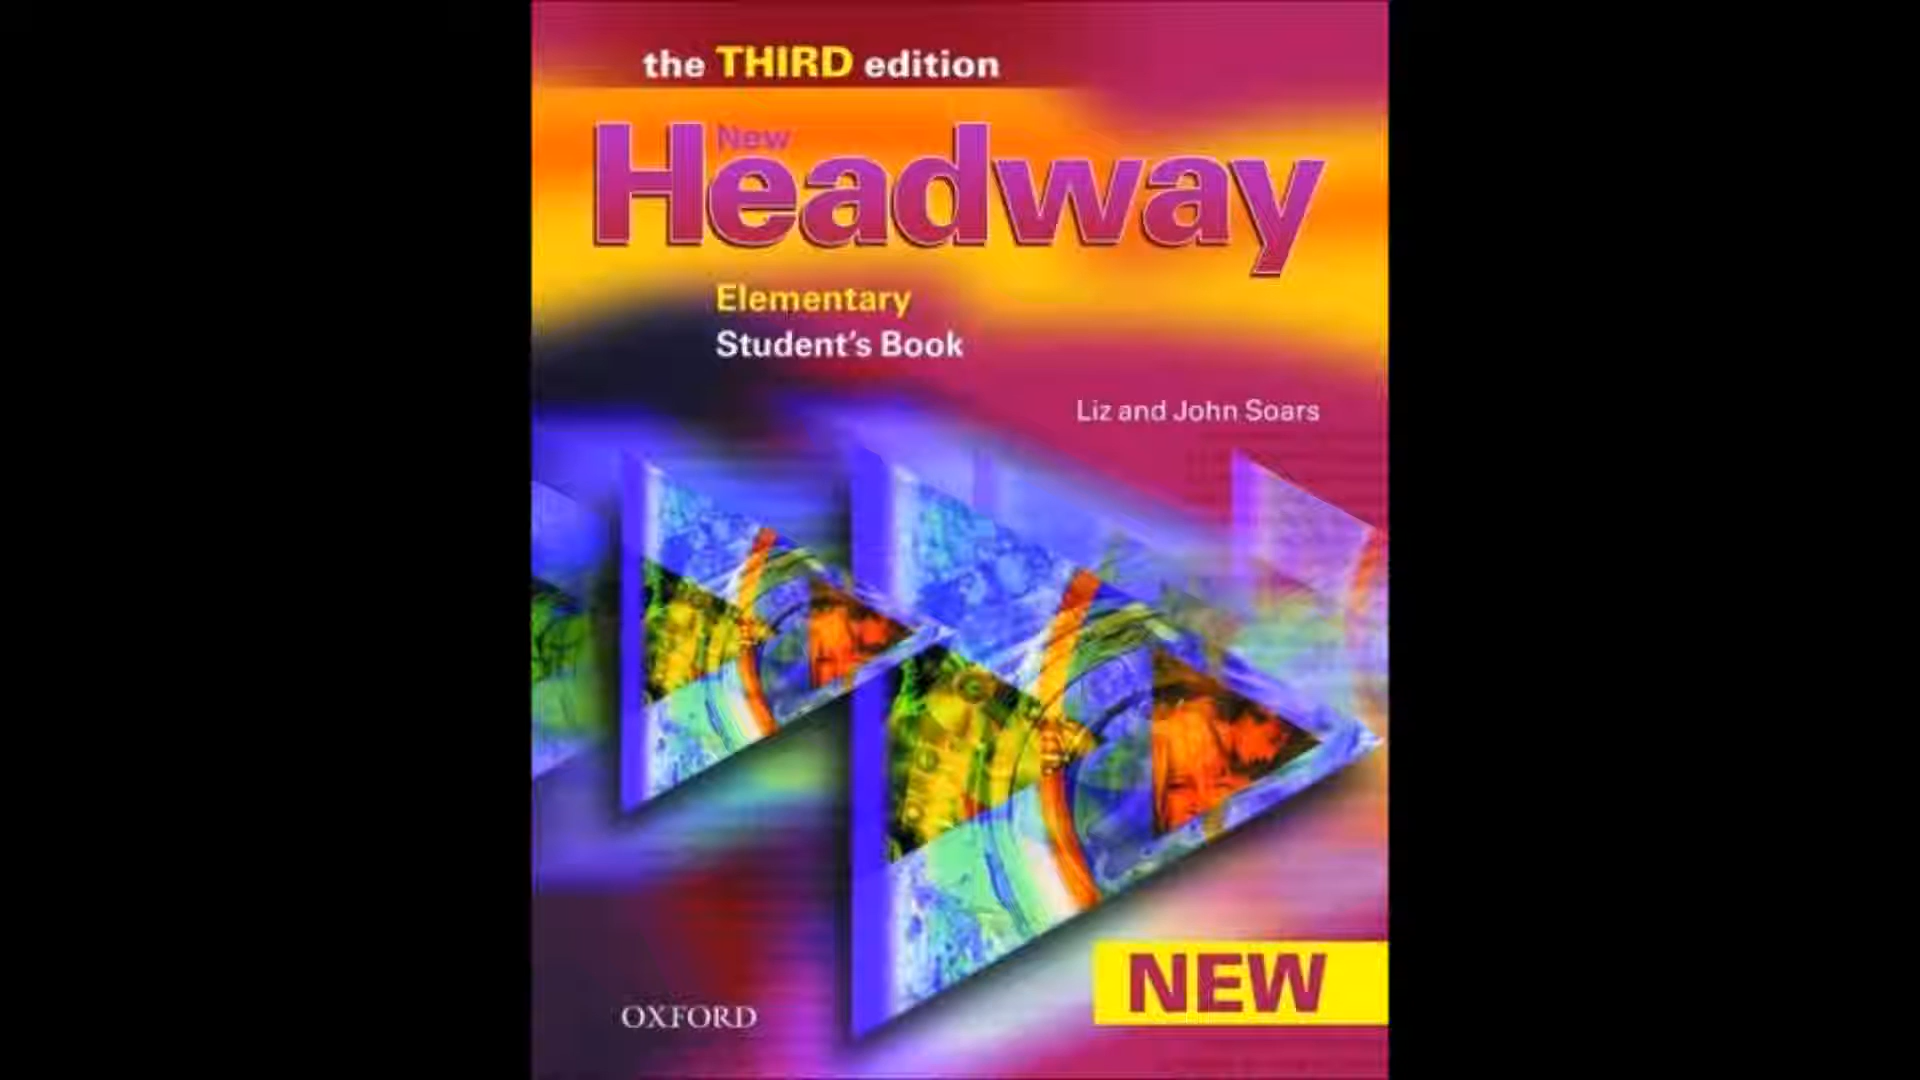 the THIRD edition
New
Headway
Elementary
Student's Book
Liz and John Soars
NEW
OXFORD